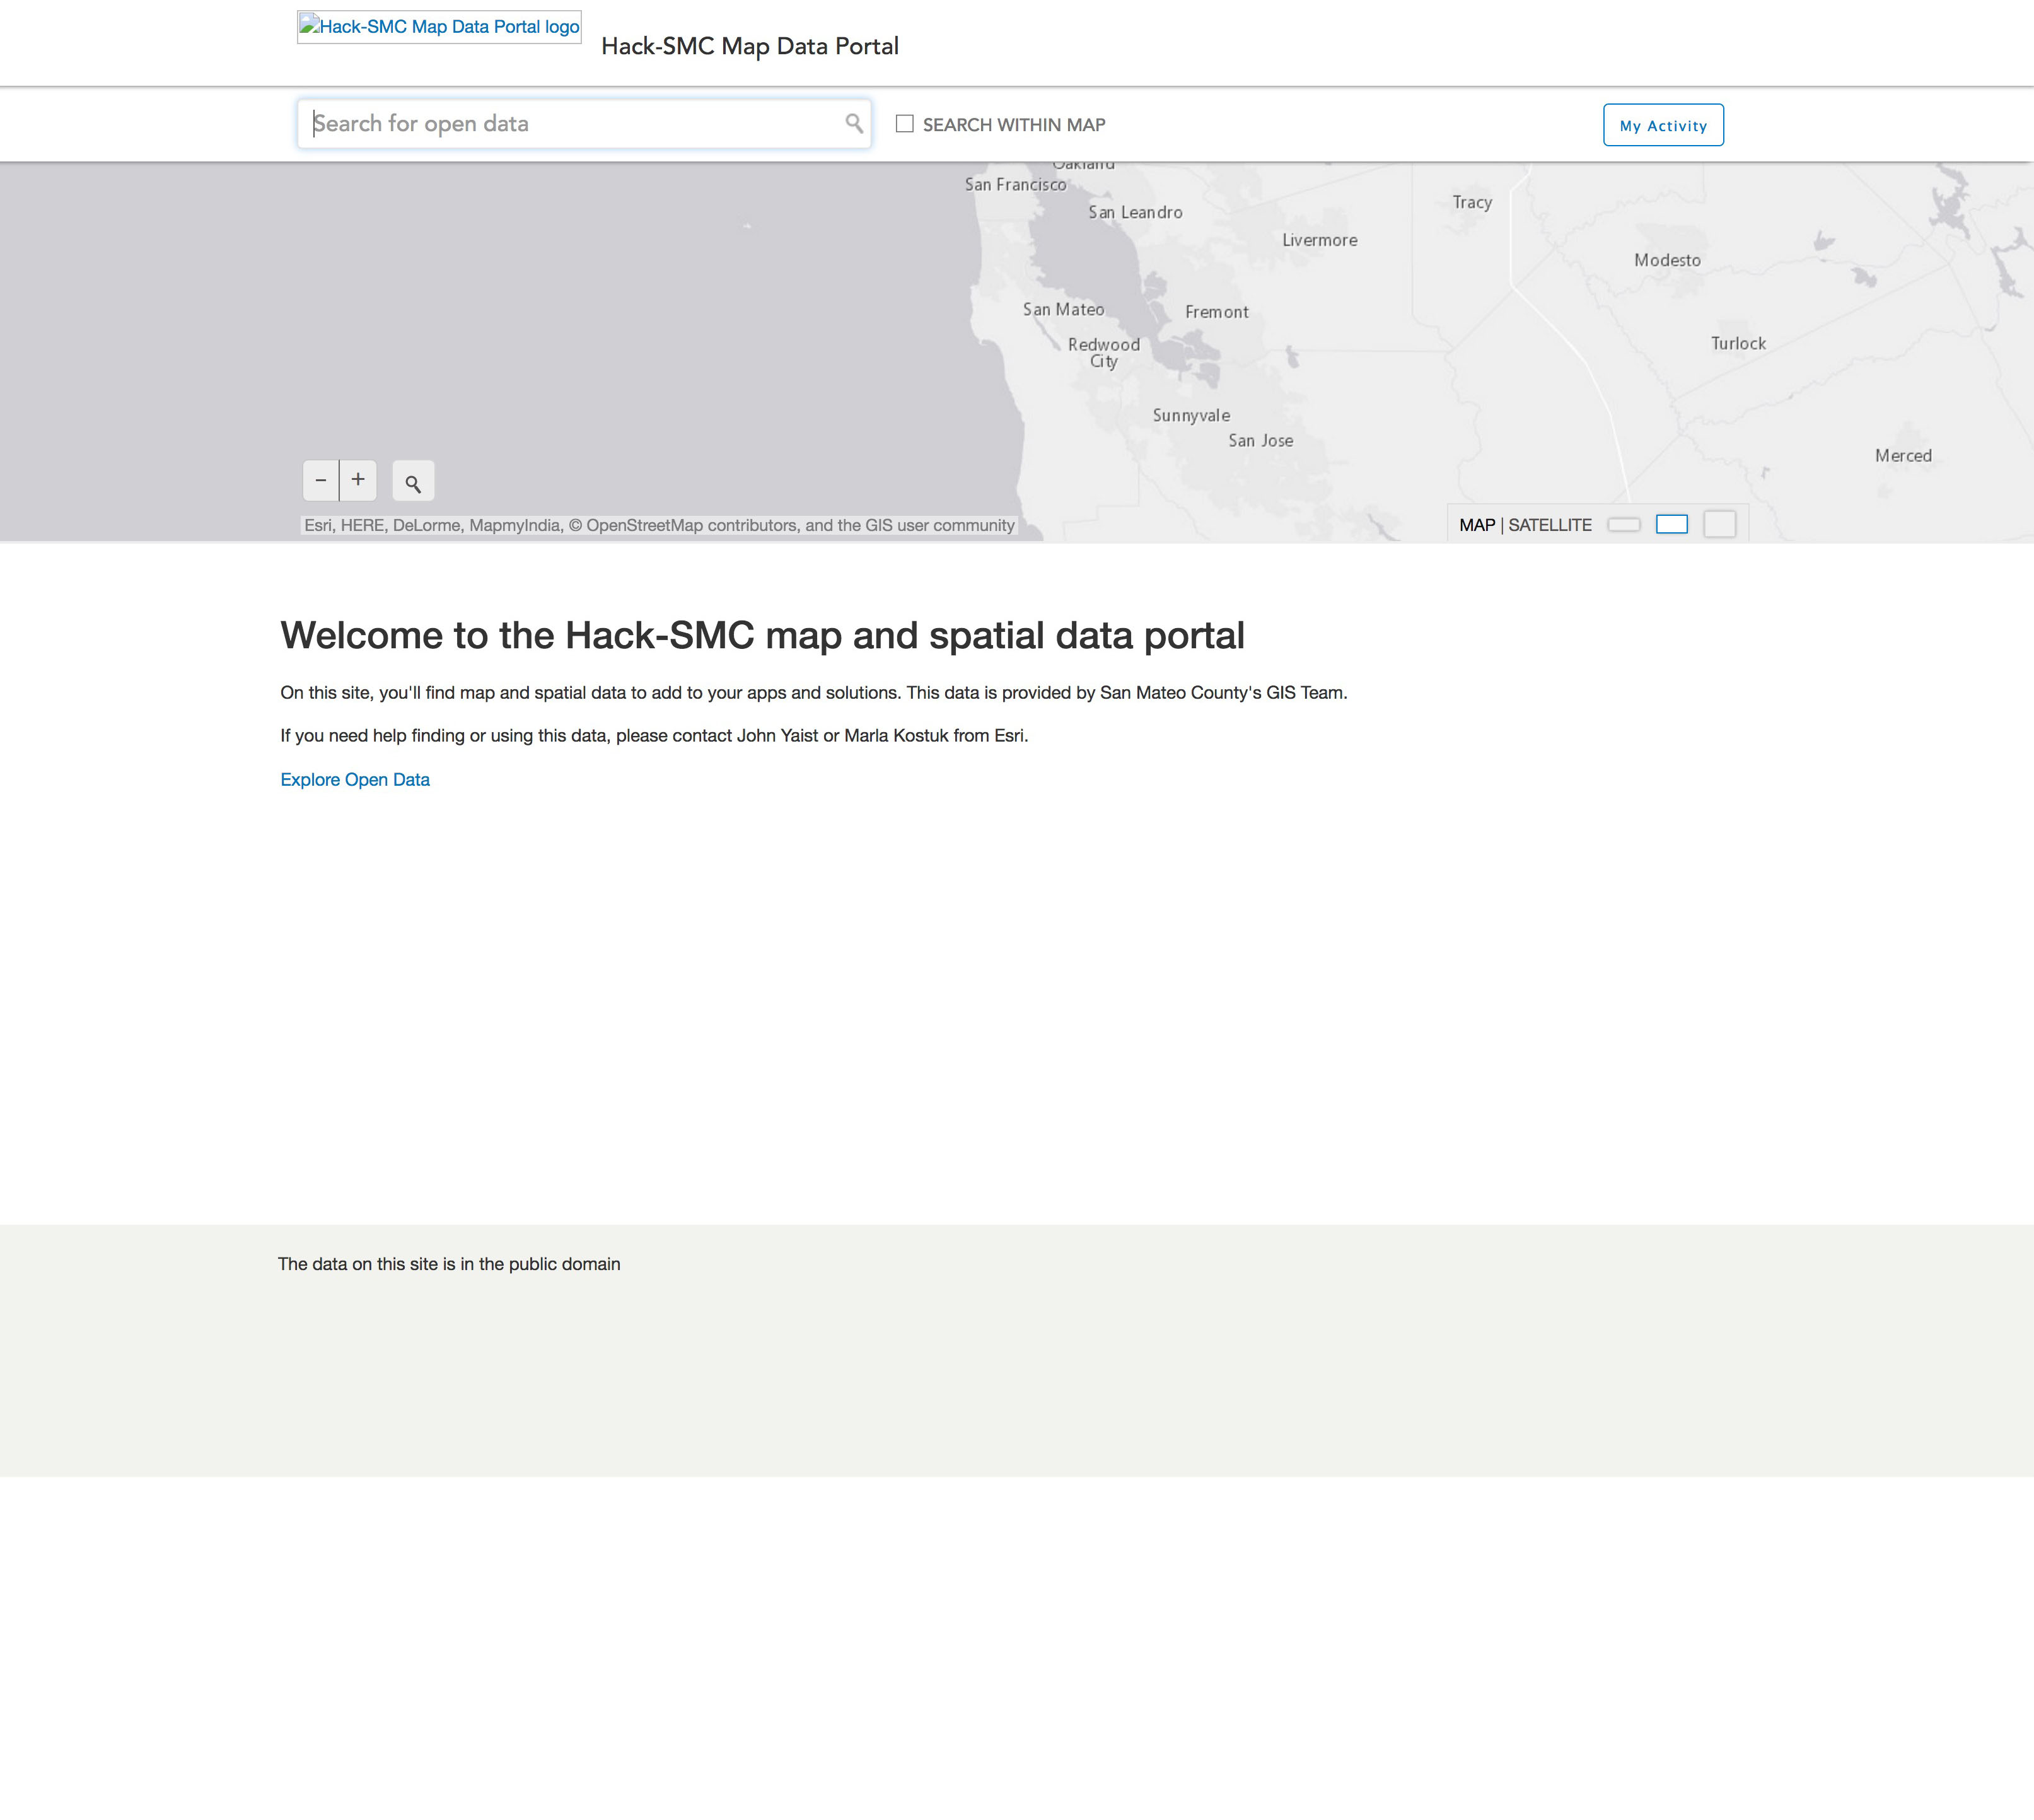 Hack-SMC Map Data Portal logo
Hack-SMC Map Data Portal
Search for open data
SEARCH WITHIN MAP
My Activity
Oakland
San Francisco
San Leandro
Tracy
Livermore
Modesto
San Mateo
Fremont
Redwood
City
Turlock
Sunnyvale
San Jose
Merced
− +
Esri, HERE, DeLorme, MapmyIndia, © OpenStreetMap contributors, and the GIS user community
MAP | SATELLITE
Welcome to the Hack-SMC map and spatial data portal
On this site, you'll find map and spatial data to add to your apps and solutions. This data is provided by San Mateo County's GIS Team.
If you need help finding or using this data, please contact John Yaist or Marla Kostuk from Esri.
Explore Open Data
The data on this site is in the public domain